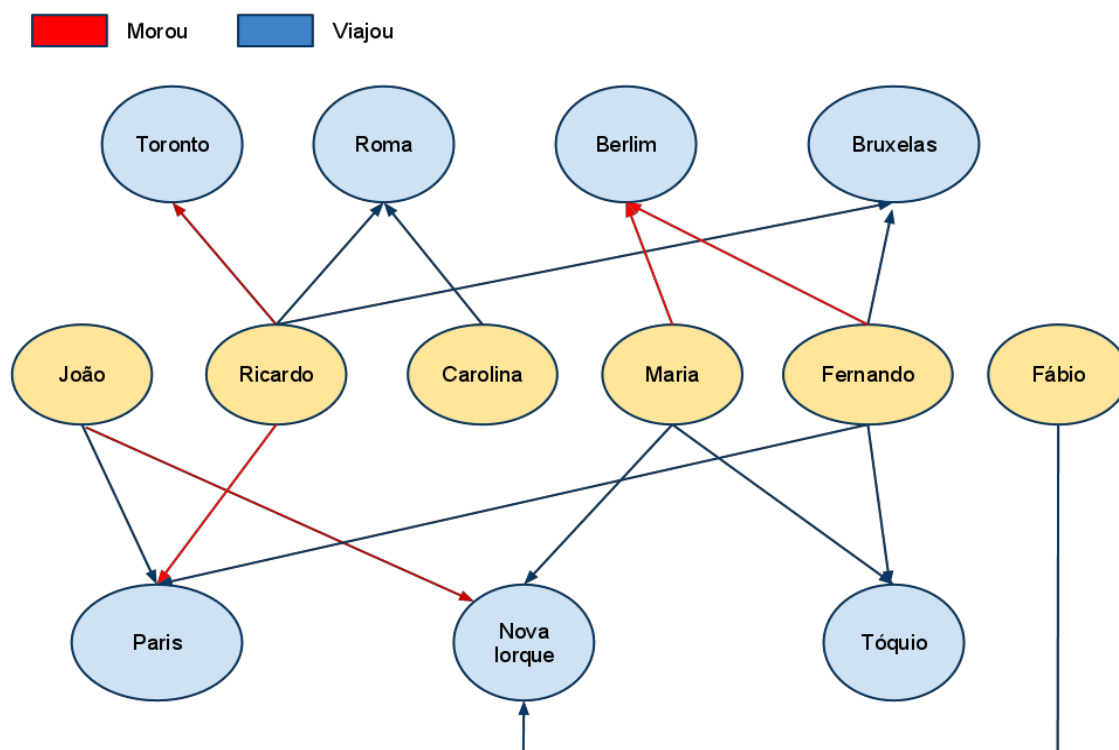 Morou
Viajou
Toronto
Roma
Berlim
Bruxelas
João
Ricardo
Carolina
Maria
Fernando
Fábio
Paris
Nova
Iorque
Tóquio